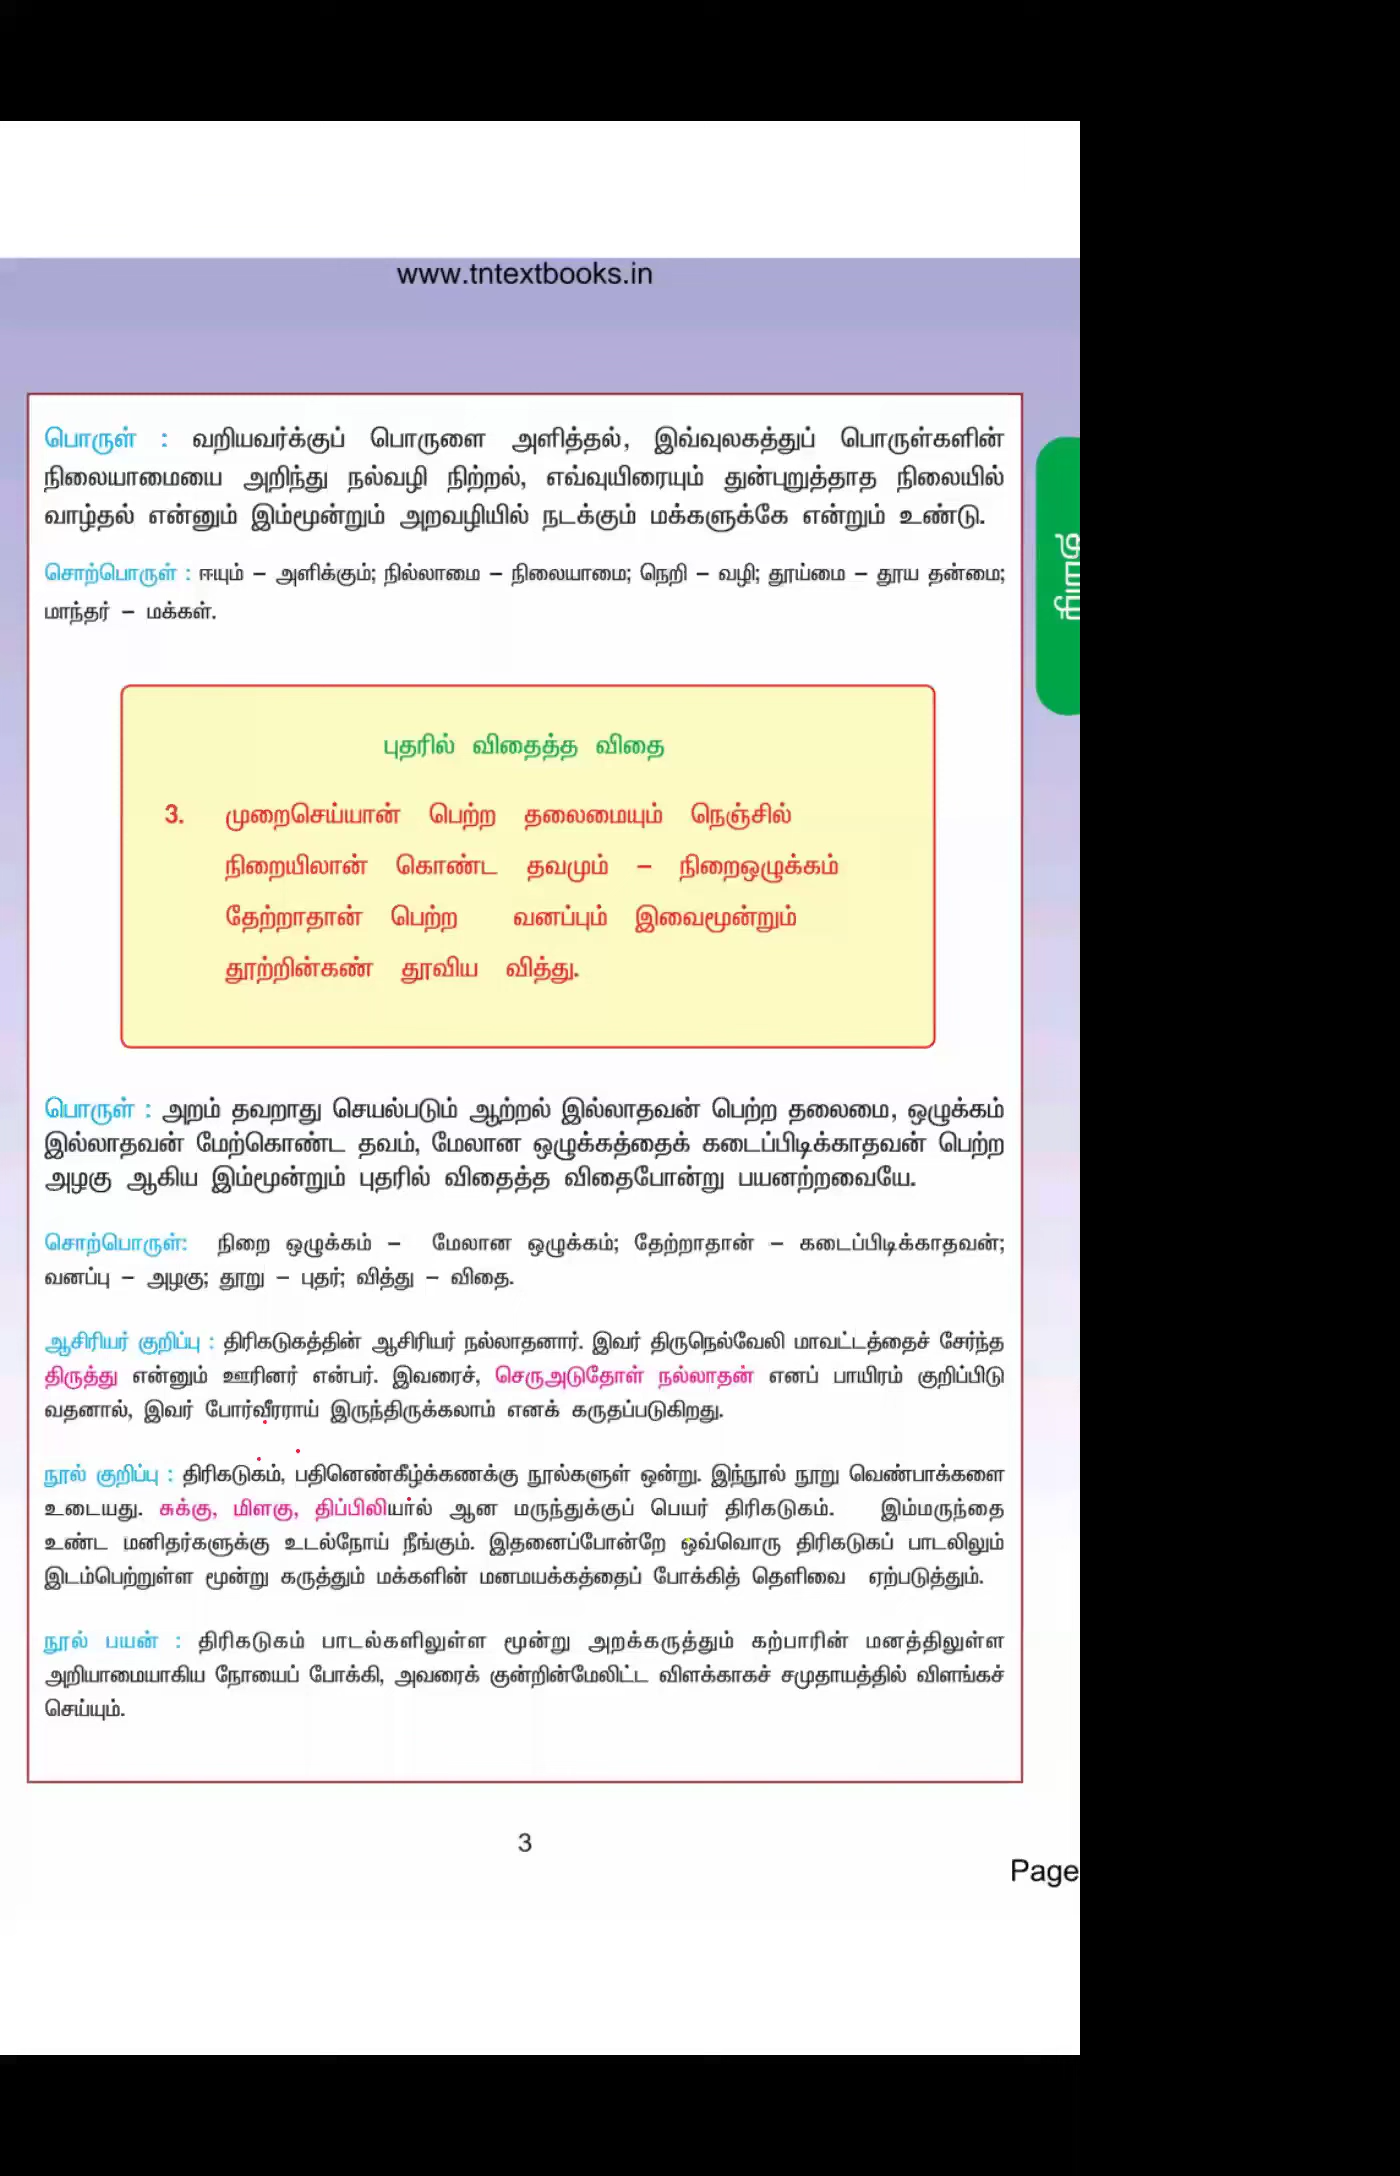 www.tntextbooks.in
பொருள் : வறியவர்க்குப் பொருளை அளித்தல், இவ்வுலகத்துப் பொருள்களின்
நிலையாமையை அறிந்து நல்வழி நிற்றல், எவ்வுயிரையும் துன்புறுத்தாத நிலையில்
வாழ்தல் என்னும் இம்மூன்றும் அறவழியில் நடக்கும் மக்களுக்கே என்றும் உண்டு.
சொற்பொருள் : ஈயும் – அளிக்கும்; நில்லாமை – நிலையாமை; நெறி – வழி; தூய்மை – தூய தன்மை;
மாந்தர் – மக்கள்.
புதரில் விதைத்த விதை
3. முறைசெய்யான் பெற்ற தலைமையும் நெஞ்சில்
நிறையிலான் கொண்ட தவமும் – நிறைஒழுக்கம்
தேற்றாதான் பெற்ற வனப்பும் இவைமூன்றும்
தூற்றின்கண் தூவிய வித்து.
பொருள் : அறம் தவறாது செயல்படும் ஆற்றல் இல்லாதவன் பெற்ற தலைமை, ஒழுக்கம்
இல்லாதவன் மேற்கொண்ட தவம், மேலான ஒழுக்கத்தைக் கடைப்பிடிக்காதவன் பெற்ற
அழகு ஆகிய இம்மூன்றும் புதரில் விதைத்த விதைபோன்று பயனற்றவையே.
சொற்பொருள்: நிறை ஒழுக்கம் – மேலான ஒழுக்கம்; தேற்றாதான் – கடைப்பிடிக்காதவன்;
வனப்பு – அழகு; தூறு – புதர்; வித்து – விதை.
ஆசிரியர் குறிப்பு : திரிகடுகத்தின் ஆசிரியர் நல்லாதனார். இவர் திருநெல்வேலி மாவட்டத்தைச் சேர்ந்த
திருத்து என்னும் ஊரினர் என்பர். இவரைச், செருஅடுதோள் நல்லாதன் எனப் பாயிரம் குறிப்பிடு
வதனால், இவர் போர்வீரராய் இருந்திருக்கலாம் எனக் கருதப்படுகிறது.
நூல் குறிப்பு : திரிகடுகம், பதினெண்கீழ்க்கணக்கு நூல்களுள் ஒன்று. இந்நூல் நூறு வெண்பாக்களை
உடையது. சுக்கு, மிளகு, திப்பிலியால் ஆன மருந்துக்குப் பெயர் திரிகடுகம். இம்மருந்தை
உண்ட மனிதர்களுக்கு உடல்நோய் நீங்கும். இதனைப்போன்றே ஒவ்வொரு திரிகடுகப் பாடலிலும்
இடம்பெற்றுள்ள மூன்று கருத்தும் மக்களின் மனமயக்கத்தைப் போக்கித் தெளிவை ஏற்படுத்தும்.
நூல் பயன் : திரிகடுகம் பாடல்களிலுள்ள மூன்று அறக்கருத்தும் கற்பாரின் மனத்திலுள்ள
அறியாமையாகிய நோயைப் போக்கி, அவரைக் குன்றின்மேலிட்ட விளக்காகச் சமுதாயத்தில் விளங்கச்
செய்யும்.
3
Page